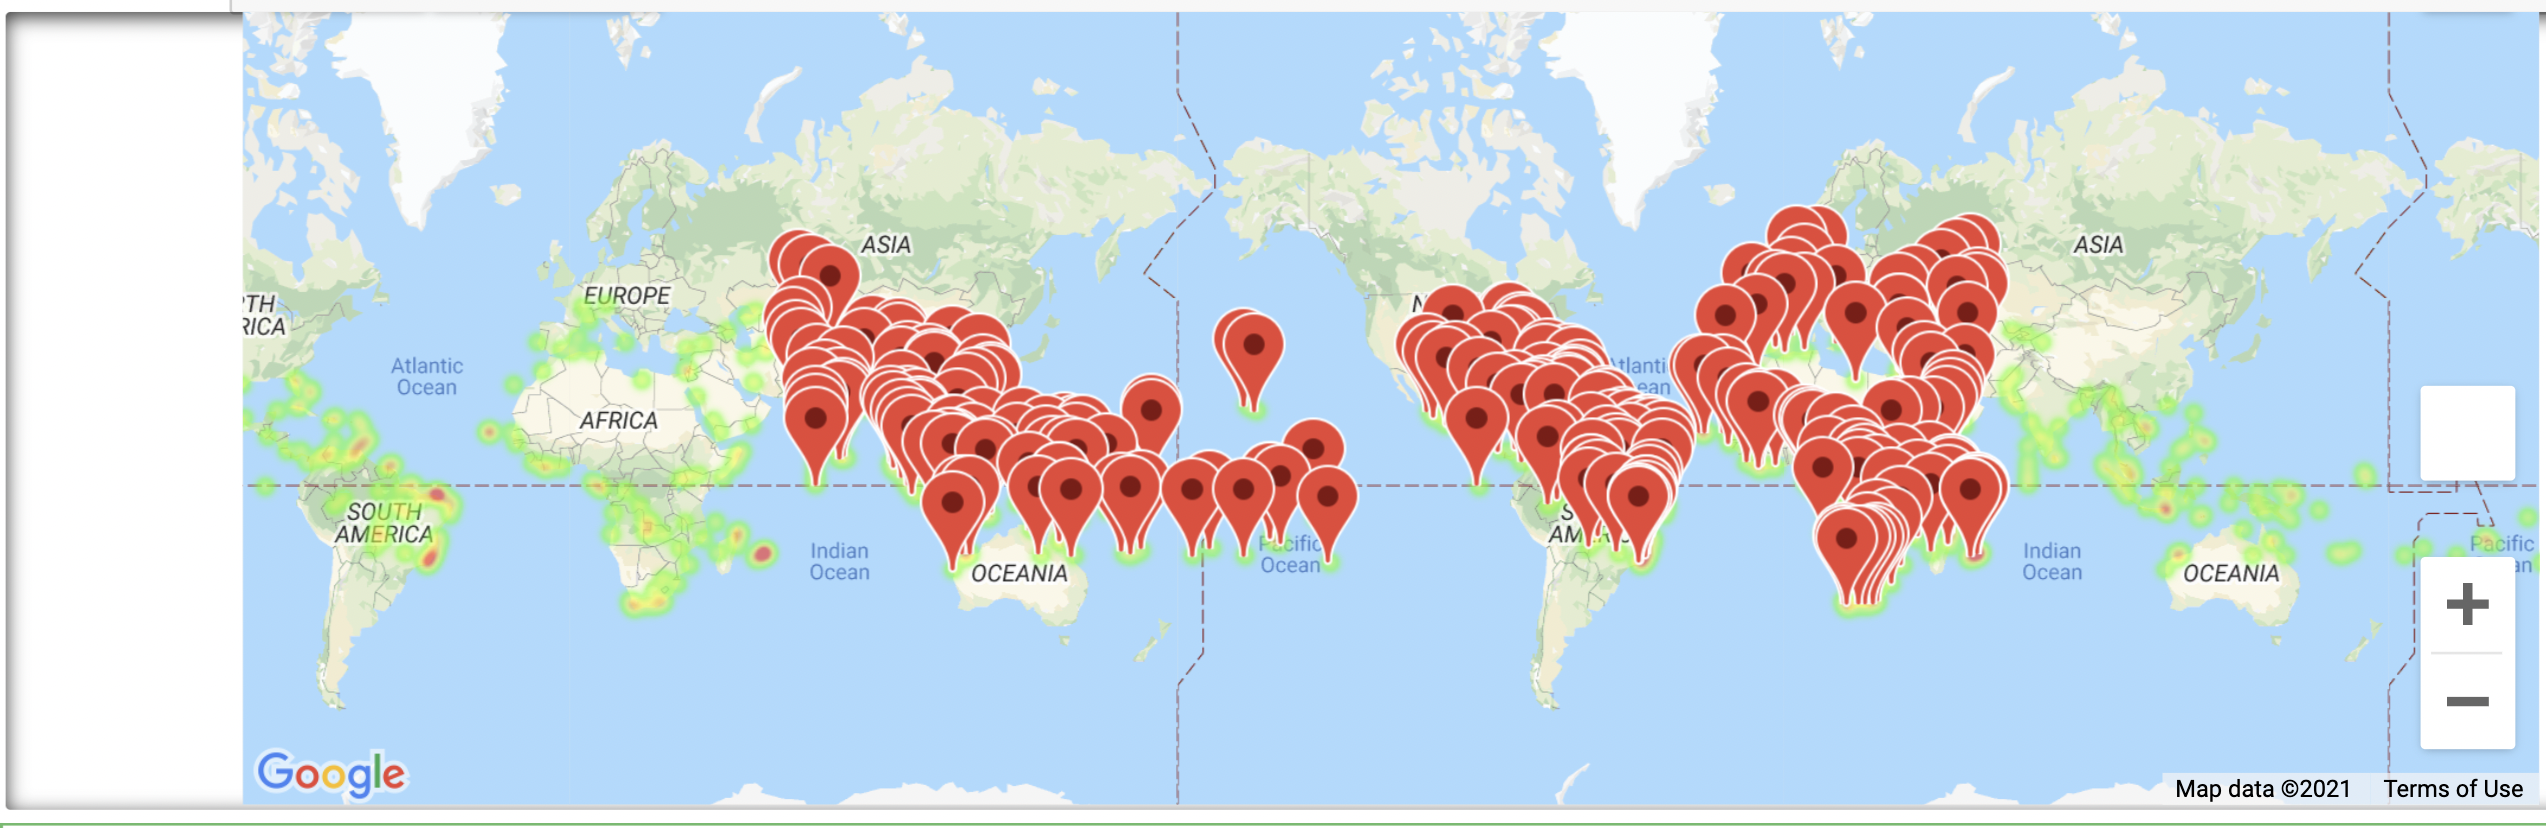 ASIA
ASIA
EUROPE
TH
RICA
N
Atlantic
Ocean
Atlanti
ean
AFRICA
SOUTH
AMERICA
S
AM
Indian
Ocean
OCEANIA
Pacific
Ocean
Indian
Ocean
OCEANIA
Pacific
an
Google
Map data ©2021 Terms of Use